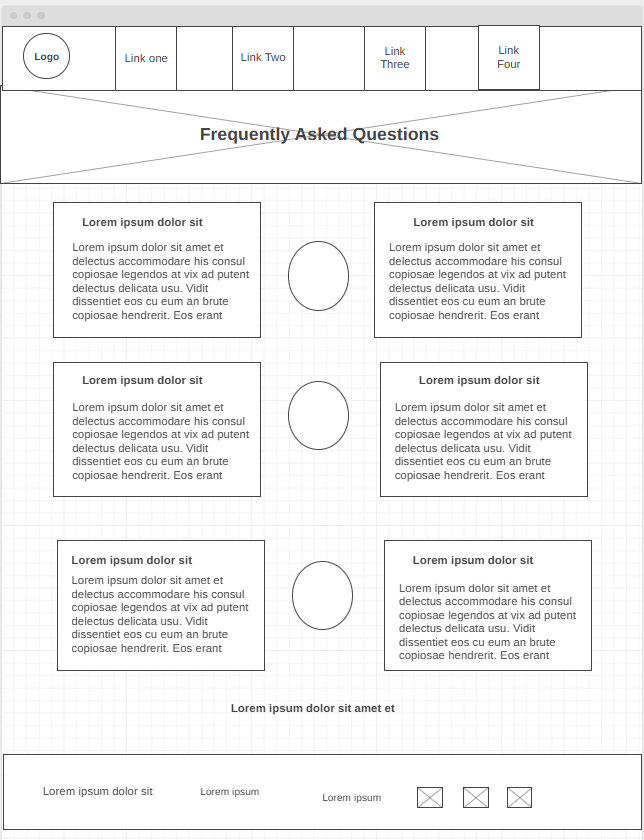 Logo
Link one
Link Two
Link
Three
Link
Four
Frequently Asked Questions
Lorem ipsum dolor sit
Lorem ipsum dolor sit amet et
delectus accommodare his consul
copiosae legendos at vix ad putent
delectus delicata usu. Vidit
dissentiet eos cu eum an brute
copiosae hendrerit. Eos erant
Lorem ipsum dolor sit
Lorem ipsum dolor sit amet et
delectus accommodare his consul
copiosae legendos at vix ad putent
delectus delicata usu. Vidit
dissentiet eos cu eum an brute
copiosae hendrerit. Eos erant
Lorem ipsum dolor sit
Lorem ipsum dolor sit amet et
delectus accommodare his consul
copiosae legendos at vix ad putent
delectus delicata usu. Vidit
dissentiet eos cu eum an brute
copiosae hendrerit. Eos erant
Lorem ipsum dolor sit
Lorem ipsum dolor sit amet et
delectus accommodare his consul
copiosae legendos at vix ad putent
delectus delicata usu. Vidit
dissentiet eos cu eum an brute
copiosae hendrerit. Eos erant
Lorem ipsum dolor sit
Lorem ipsum dolor sit amet et
delectus accommodare his consul
copiosae legendos at vix ad putent
delectus delicata usu. Vidit
dissentiet eos cu eum an brute
copiosae hendrerit. Eos erant
Lorem ipsum dolor sit
Lorem ipsum dolor sit amet et
delectus accommodare his consul
copiosae legendos at vix ad putent
delectus delicata usu. Vidit
dissentiet eos cu eum an brute
copiosae hendrerit. Eos erant
Lorem ipsum dolor sit amet et
Lorem ipsum dolor sit
Lorem ipsum
Lorem ipsum